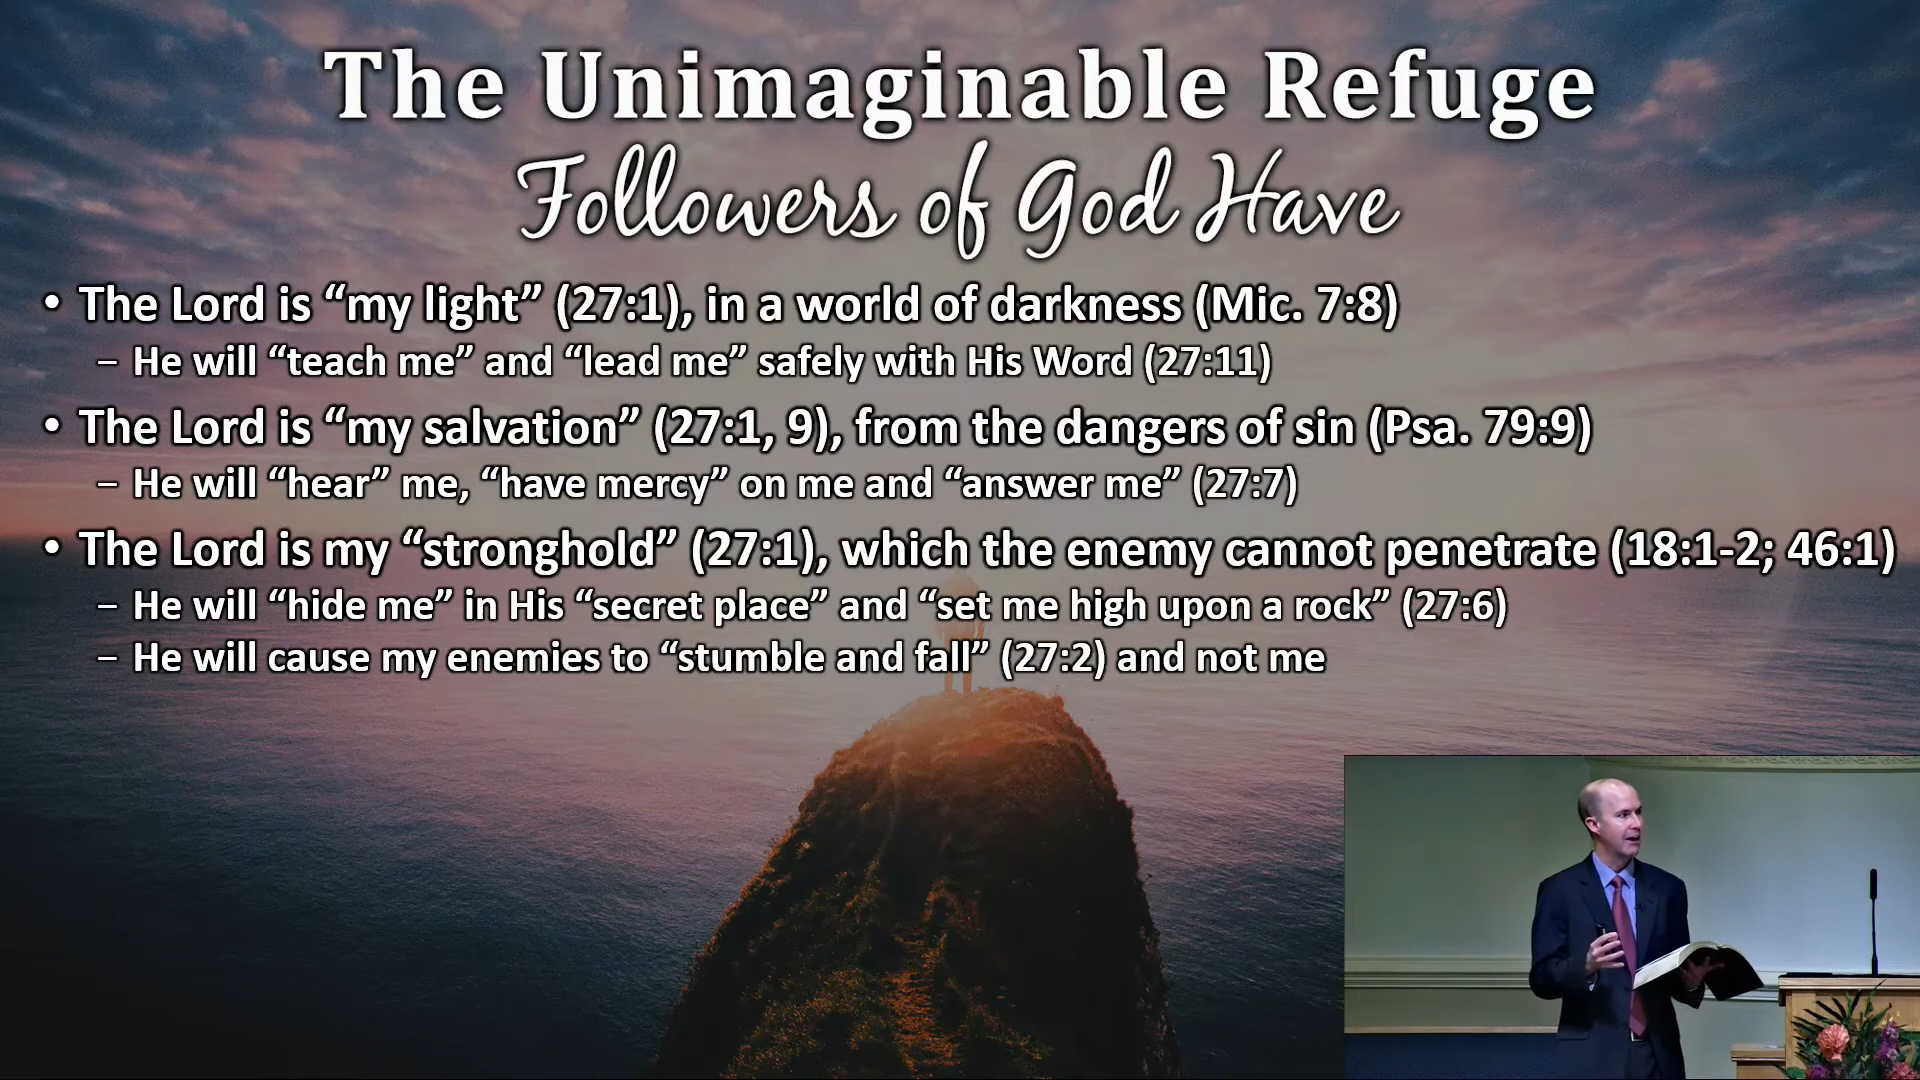 The Unimaginable Refuge
Followers of God Have
• The Lord is “my light” (27:1), in a world of darkness (Mic. 7:8)
– He will “teach me” and “lead me” safely with His Word (27:11)
• The Lord is “my salvation” (27:1, 9), from the dangers of sin (Psa. 79:9)
– He will “hear” me, “have mercy” on me and “answer me” (27:7)
• The Lord is my “stronghold” (27:1), which the enemy cannot penetrate (18:1-2; 46:1)
– He will “hide me” in His “secret place” and “set me high upon a rock” (27:6)
– He will cause my enemies to “stumble and fall” (27:2) and not me